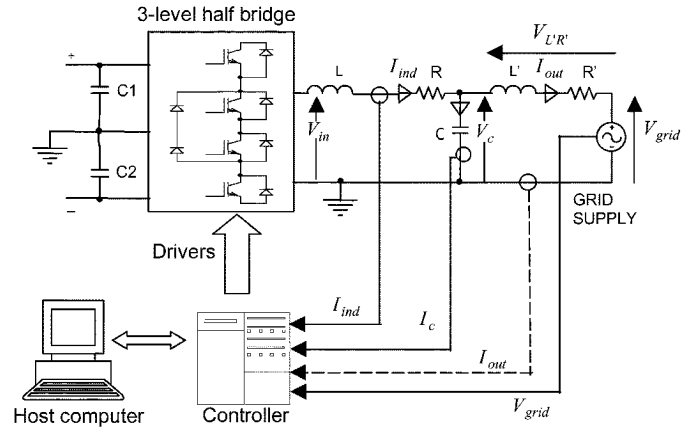 3-level half bridge
+
C1
C2
−
L
I_ind
R
V_L'R'
L'
I_out
R'
V_in
C
V_c
V_grid
GRID
SUPPLY
Drivers
I_ind
I_c
I_out
V_grid
Host computer
Controller